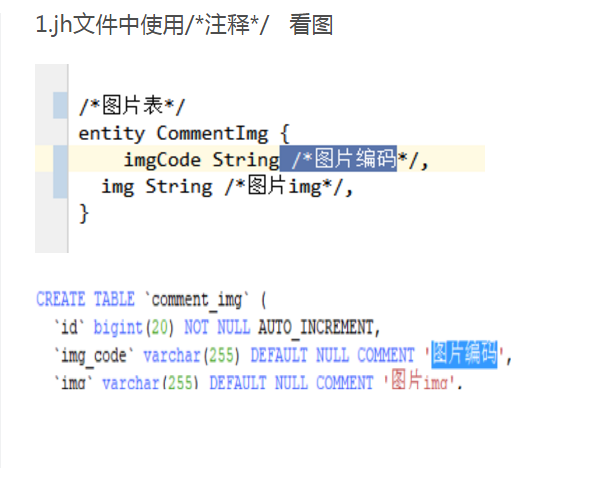 1.jh文件中使用/*注释*/ 看图
/*图片表*/
entity CommentImg {
imgCode String /*图片编码*/,
img String /*图片img*/,
}
CREATE TABLE `comment_img` (
`id` bigint(20) NOT NULL AUTO_INCREMENT,
`img_code` varchar(255) DEFAULT NULL COMMENT '图片编码',
`img` varchar(255) DEFAULT NULL COMMENT '图片img',